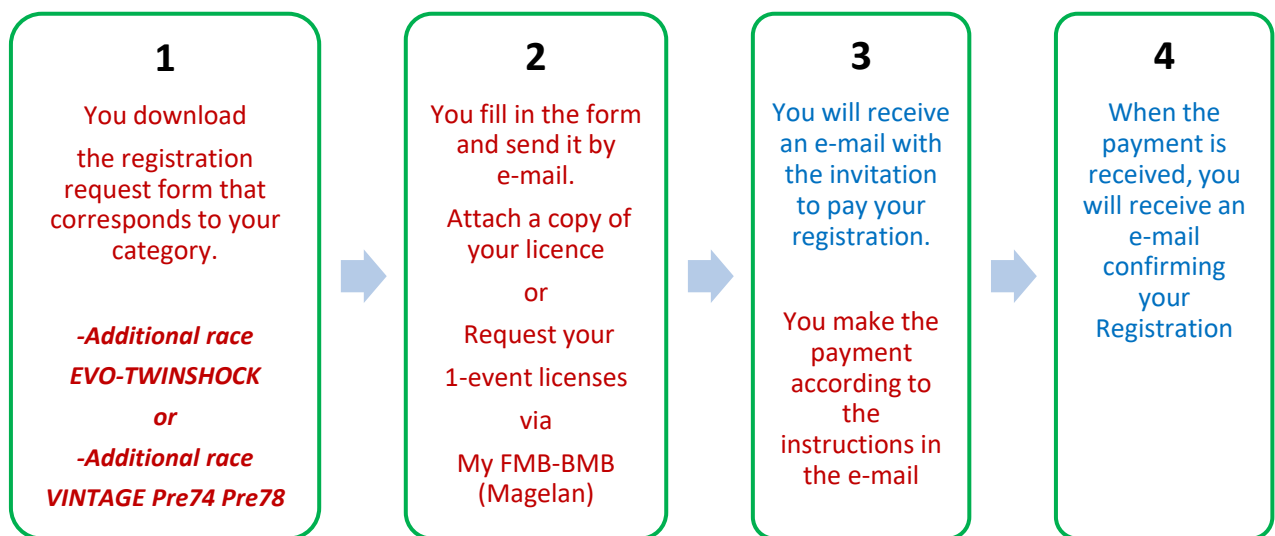 1
You download
the registration
request form that
corresponds to your
category.
-Additional race
EVO-TWINSHOCK
or
-Additional race
VINTAGE Pre74 Pre78
2
You fill in the form
and send it by
e-mail.
Attach a copy of
your licence
or
Request your
1-event licenses
via
My FMB-BMB
(Magelan)
3
You will receive
an e-mail with
the invitation
to pay your
registration.
You make the
payment
according to
the
instructions in
the e-mail
4
When the
payment is
received, you
will receive an
e-mail
confirming
your
Registration